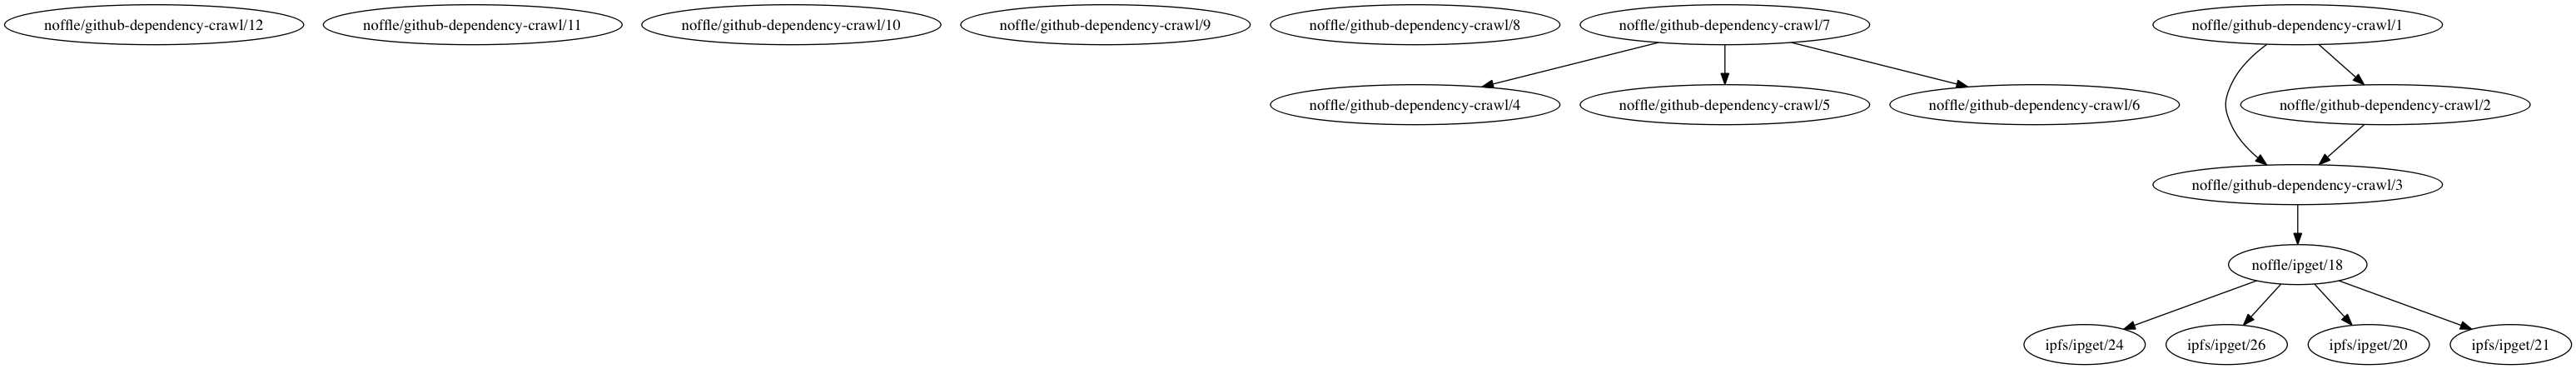 noffle/github-dependency-crawl/12
noffle/github-dependency-crawl/11
noffle/github-dependency-crawl/10
noffle/github-dependency-crawl/9
noffle/github-dependency-crawl/8
noffle/github-dependency-crawl/7
noffle/github-dependency-crawl/1
noffle/github-dependency-crawl/4
noffle/github-dependency-crawl/5
noffle/github-dependency-crawl/6
noffle/github-dependency-crawl/2
noffle/github-dependency-crawl/3
noffle/ipget/18
ipfs/ipget/24
ipfs/ipget/26
ipfs/ipget/20
ipfs/ipget/21